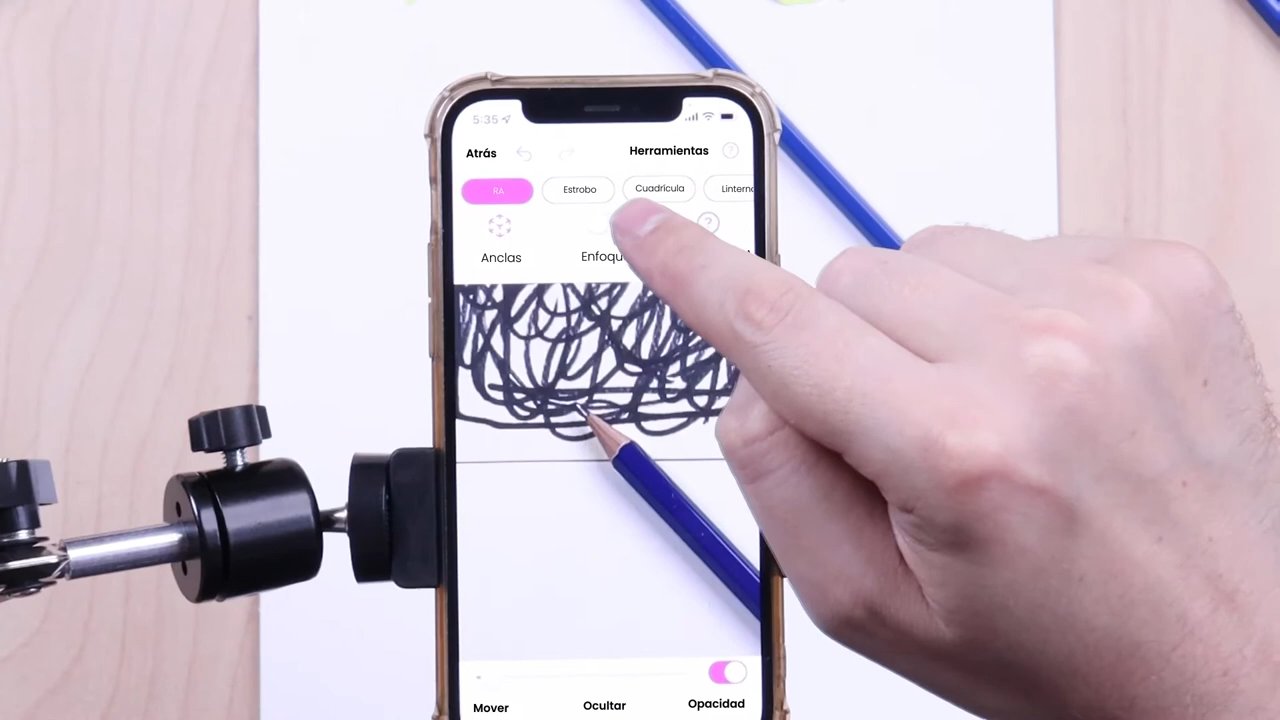 5:35
Atrás Herramientas ?
RA Estrobo Cuadrícula
?
Anclas
Mover Ocultar Opacidad